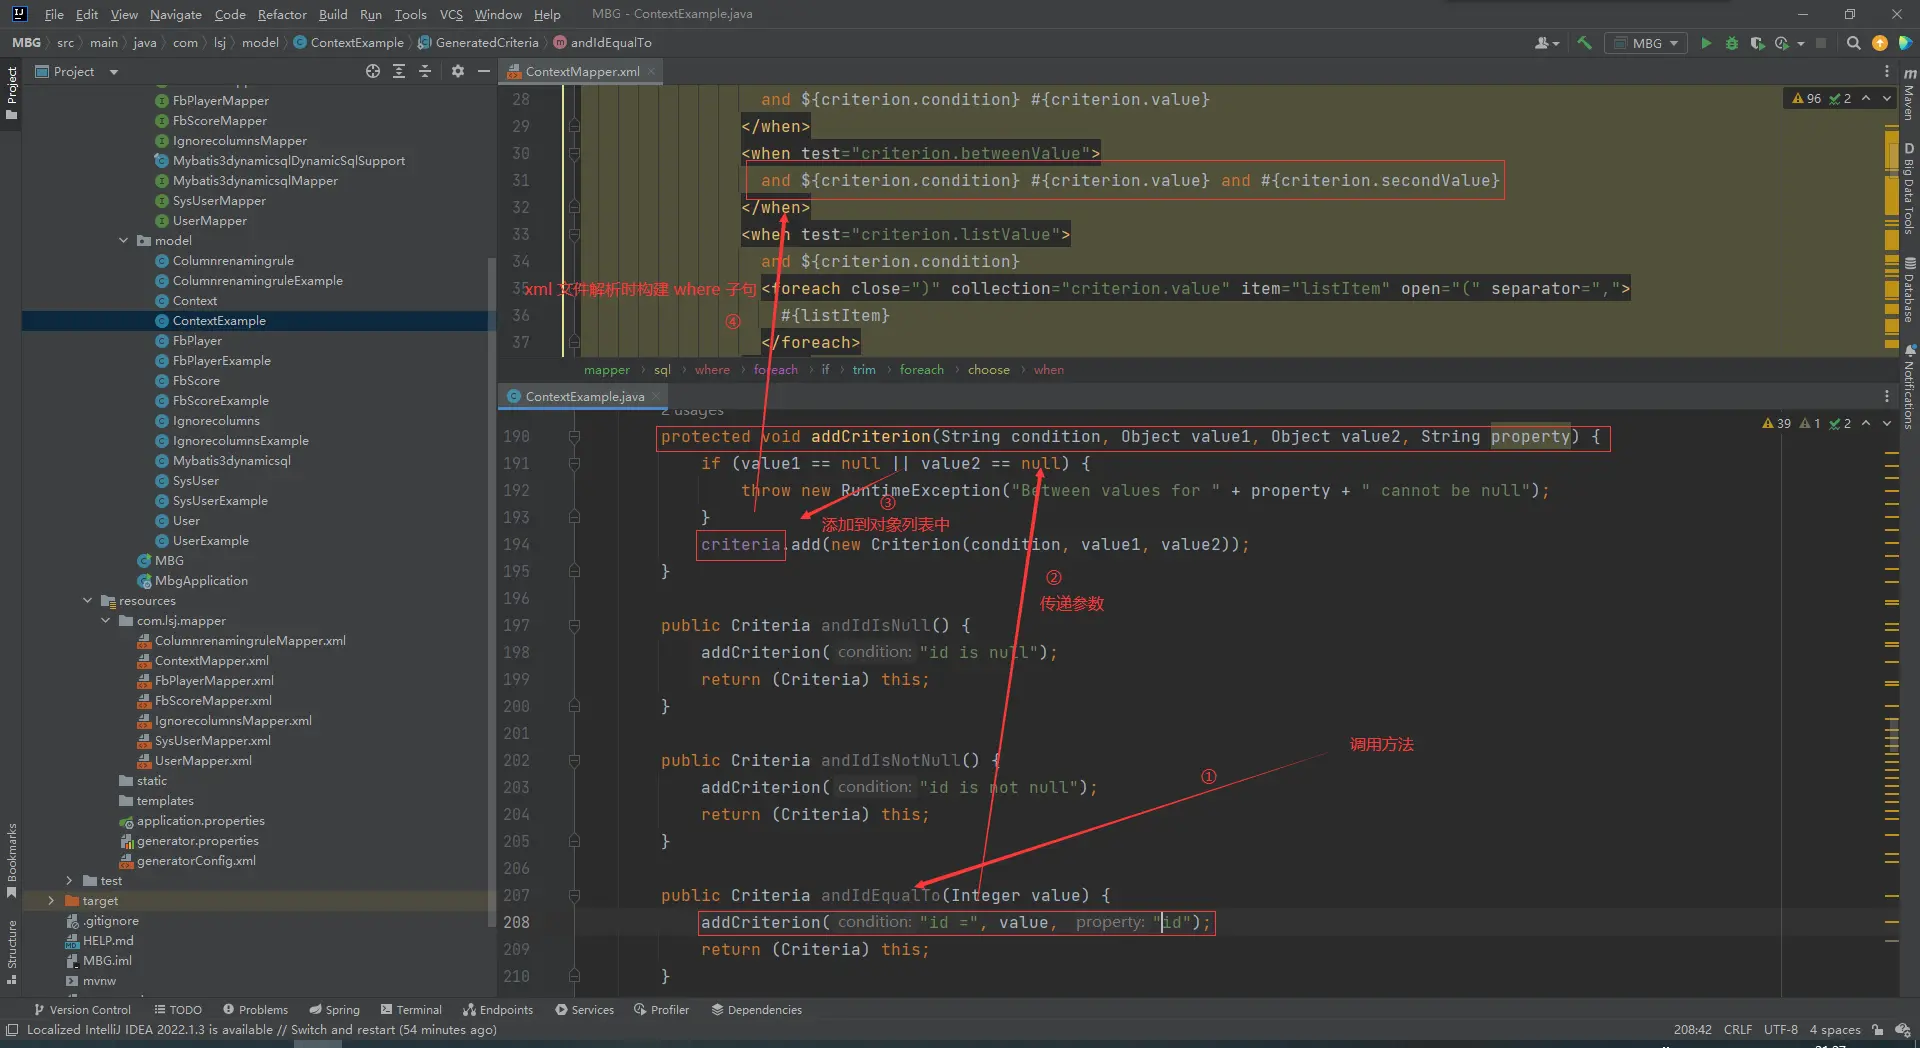 File Edit View Navigate Code Refactor Build Run Tools VCS Window Help MBG - ContextExample.java
MBG src main java com lsj model ContextExample GeneratedCriteria andIdEqualTo
MBG
Project
FbPlayerMapper
FbScoreMapper
IgnorecolumnsMapper
Mybatis3dynamicsqlDynamicSqlSupport
Mybatis3dynamicsqlMapper
SysUserMapper
UserMapper
model
Columnrenamingrule
ColumnrenamingruleExample
Context
ContextExample
FbPlayer
FbPlayerExample
FbScore
FbScoreExample
Ignorecolumns
IgnorecolumnsExample
Mybatis3dynamicsql
SysUser
SysUserExample
User
UserExample
MBG
MbgApplication
resources
com.lsj.mapper
ColumnrenamingruleMapper.xml
ContextMapper.xml
FbPlayerMapper.xml
FbScoreMapper.xml
IgnorecolumnsMapper.xml
SysUserMapper.xml
UserMapper.xml
static
templates
application.properties
generator.properties
generatorConfig.xml
test
target
.gitignore
HELP.md
MBG.iml
mvnw
Project
Bookmarks
Structure
ContextMapper.xml
96 2
28 and ${criterion.condition} #{criterion.value}
29 </when>
30 <when test="criterion.betweenValue">
31 and ${criterion.condition} #{criterion.value} and #{criterion.secondValue}
32 </when>
33 <when test="criterion.listValue">
34 and ${criterion.condition}
35 <foreach close=")" collection="criterion.value" item="listItem" open="(" separator=",">
xml 文件解析时构建 where 子句
④
36 #{listItem}
37 </foreach>
mapper sql where foreach if trim foreach choose when
ContextExample.java
2 usages
39 1 2
190 protected void addCriterion(String condition, Object value1, Object value2, String property) {
191 if (value1 == null || value2 == null) {
192 throw new RuntimeException("Between values for " + property + " cannot be null");
③
193 }
添加到对象列表中
194 criteria.add(new Criterion(condition, value1, value2));
195 }
②
传递参数
196
197 public Criteria andIdIsNull() {
198 addCriterion( condition: "id is null");
199 return (Criteria) this;
200 }
201
202 public Criteria andIdIsNotNull() {
调用方法
①
203 addCriterion( condition: "id is not null");
204 return (Criteria) this;
205 }
206
207 public Criteria andIdEqualTo(Integer value) {
208 addCriterion( condition: "id =", value, property: "id");
209 return (Criteria) this;
210 }
m
Maven
D
Big Data Tools
Database
Notifications
Version Control TODO Problems Spring Terminal Endpoints Services Profiler Dependencies
Localized IntelliJ IDEA 2022.1.3 is available // Switch and restart (54 minutes ago)
208:42 CRLF UTF-8 4 spaces